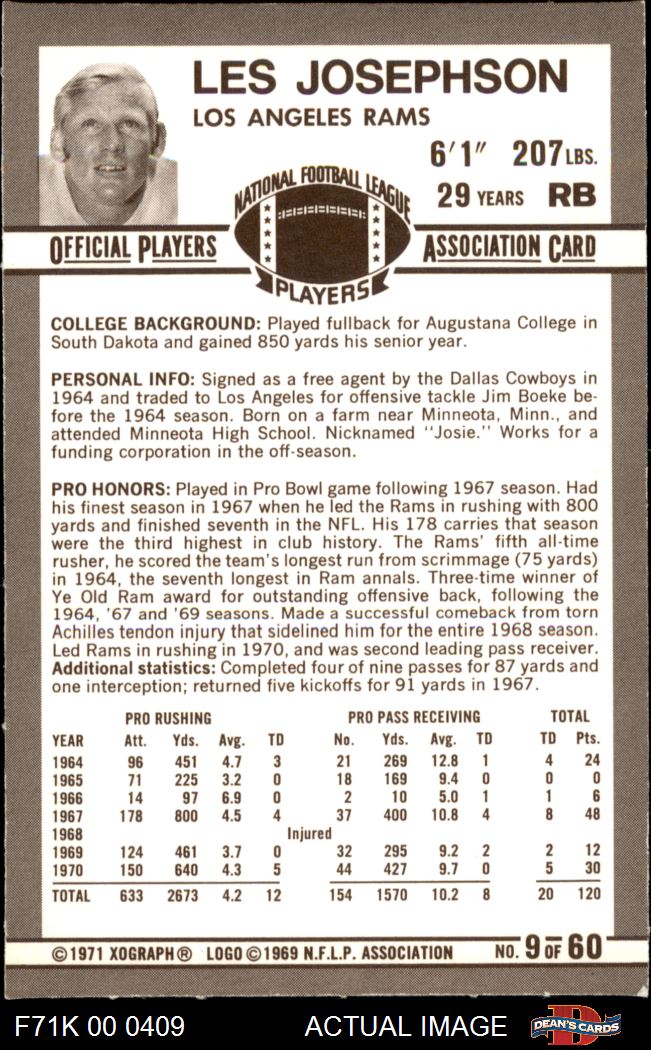 LES JOSEPHSON
LOS ANGELES RAMS
6'1" 207 LBS.
29 YEARS RB
NATIONAL FOOTBALL LEAGUE
OFFICIAL PLAYERS ASSOCIATION CARD
PLAYERS
COLLEGE BACKGROUND: Played fullback for Augustana College in
South Dakota and gained 850 yards his senior year.
PERSONAL INFO: Signed as a free agent by the Dallas Cowboys in
1964 and traded to Los Angeles for offensive tackle Jim Boeke be-
fore the 1964 season. Born on a farm near Minneota, Minn., and
attended Minneota High School. Nicknamed "Josie." Works for a
funding corporation in the off-season.
PRO HONORS: Played in Pro Bowl game following 1967 season. Had
his finest season in 1967 when he led the Rams in rushing with 800
yards and finished seventh in the NFL. His 178 carries that season
were the third highest in club history. The Rams' fifth all-time
rusher, he scored the team's longest run from scrimmage (75 yards)
in 1964, the seventh longest in Ram annals. Three-time winner of
Ye Old Ram award for outstanding offensive back, following the
1964, '67 and '69 seasons. Made a successful comeback from torn
Achilles tendon injury that sidelined him for the entire 1968 season.
Led Rams in rushing in 1970, and was second leading pass receiver.
Additional statistics: Completed four of nine passes for 87 yards and
one interception; returned five kickoffs for 91 yards in 1967.
PRO RUSHING PRO PASS RECEIVING TOTAL
YEAR Att. Yds. Avg. TD No. Yds. Avg. TD TD Pts.
1964 96 451 4.7 3 21 269 12.8 1 4 24
1965 71 225 3.2 0 18 169 9.4 0 0 0
1966 14 97 6.9 0 2 10 5.0 1 1 6
1967 178 800 4.5 4 37 400 10.8 4 8 48
1968 Injured
1969 124 461 3.7 0 32 295 9.2 2 2 12
1970 150 640 4.3 5 44 427 9.7 0 5 30
TOTAL 633 2673 4.2 12 154 1570 10.2 8 20 120
©1971 XOGRAPH® LOGO ©1969 N.F.L.P. ASSOCIATION NO. 9 OF 60
F71K 00 0409 ACTUAL IMAGE DEAN'S CARDS